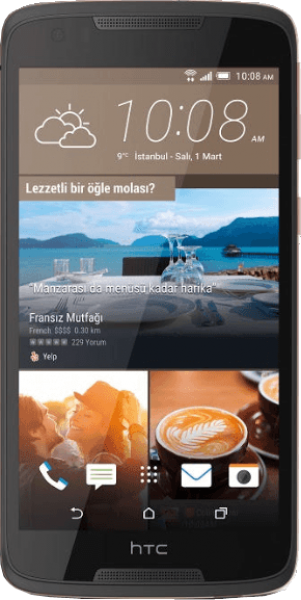 10:08 AM
10:08 AM
9° İstanbul - Salı, 1 Mart
Lezzetli bir öğle molası?
"Manzarası da menüsü kadar harika"
Fransız Mutfağı
French $$$$ 0.30 km
229 Yorum
Yelp
hTC